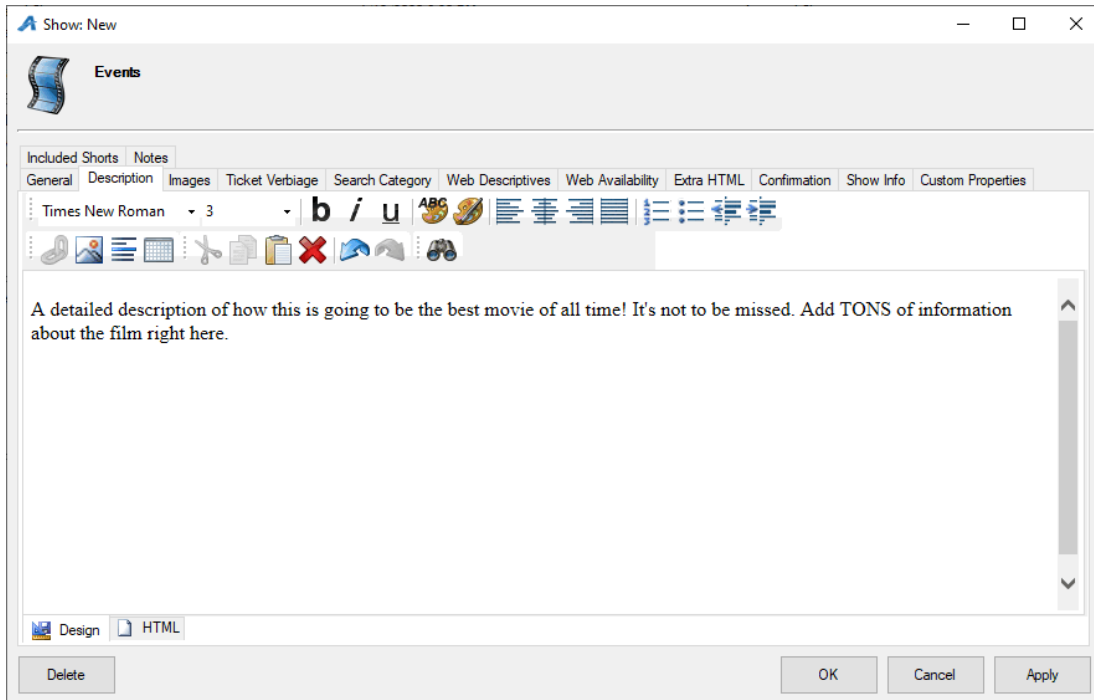 Show: New
Events
Included Shorts Notes
General Description Images Ticket Verbiage Search Category Web Descriptives Web Availability Extra HTML Confirmation Show Info Custom Properties
Times New Roman 3 b i u ABC
A detailed description of how this is going to be the best movie of all time! It's not to be missed. Add TONS of information
about the film right here.
Design HTML
Delete OK Cancel Apply